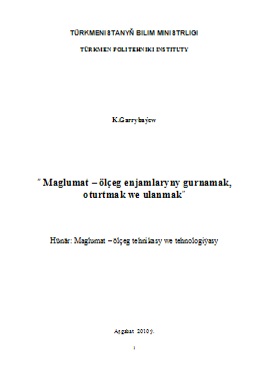 TÜRKMENISTANYŇ BILIM MINISTRLIGI
TÜRKMEN POLITEHNIKI INSTITUTY
K.Garryhaýew
" Maglumat – ölçeg enjamlaryny gurnamak,
oturtmak we ulanmak"
Hünär: Maglumat – ölçeg tehnikasy we tehnologiýasy
Aşgabat 2010 ý.
1